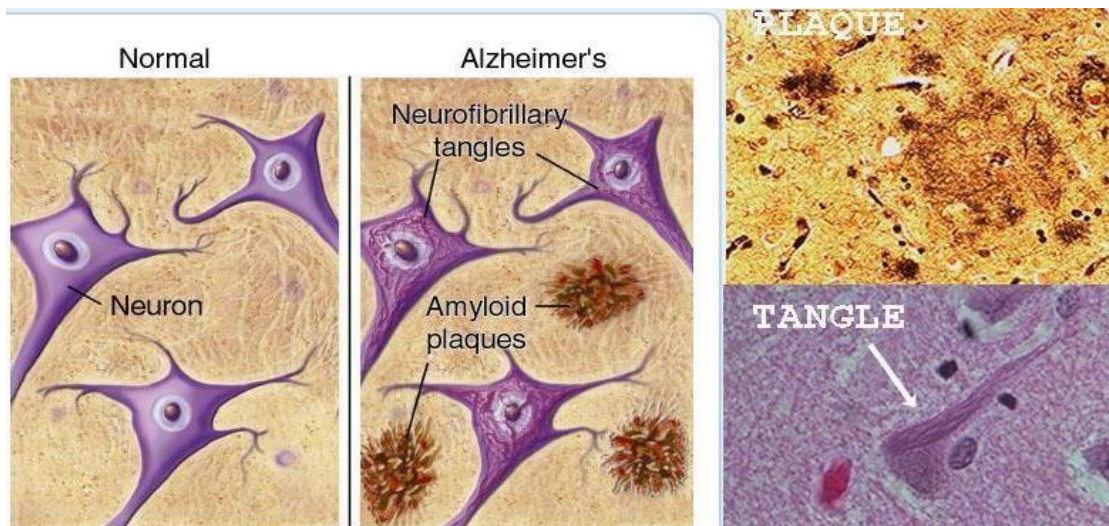 Normal
Neuron
Alzheimer's
Neurofibrillary
tangles
Amyloid
plaques
PLAQUE
TANGLE